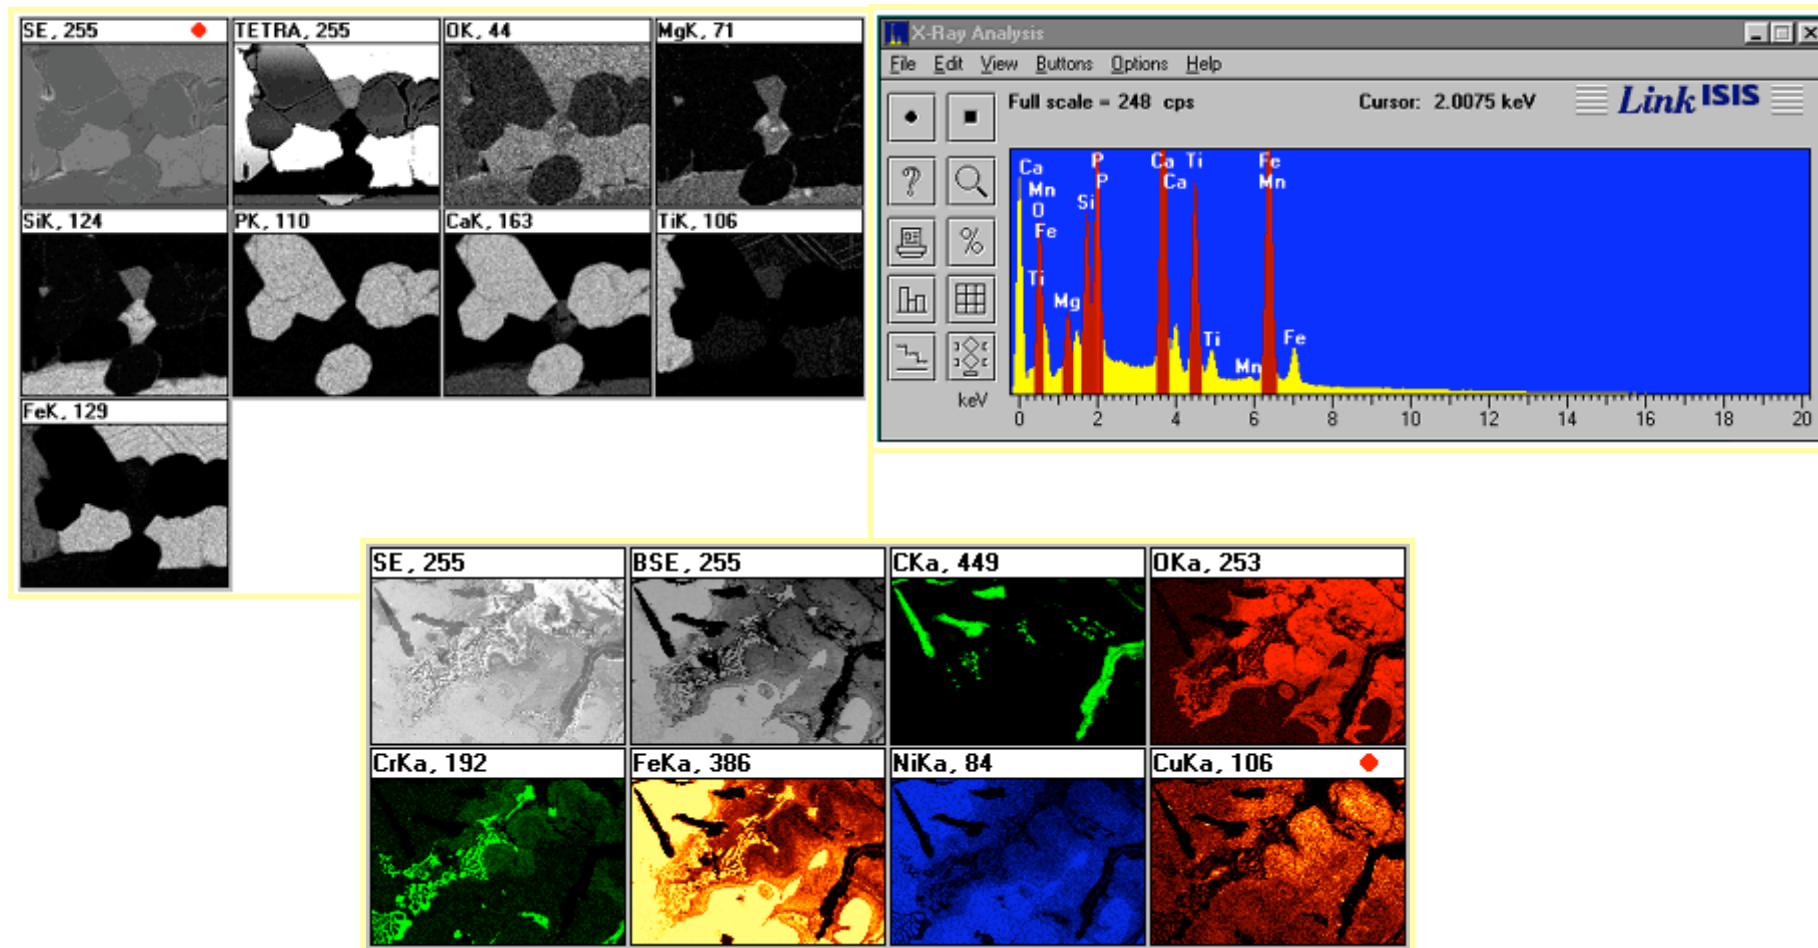 SE, 255 TETRA, 255 OK, 44 MgK, 71
SiK, 124 PK, 110 CaK, 163 TiK, 106
FeK, 129
X-Ray Analysis
File Edit View Buttons Options Help
Full scale = 248 cps Cursor: 2.0075 keV Link ISIS
Ca P Ca Ti Fe
Mn P Ca Mn
O Si
Fe
Ti
Mg
Ti Mn Fe
keV
0 2 4 6 8 10 12 14 16 18 20
SE, 255 BSE, 255 CKa, 449 OKa, 253
CrKa, 192 FeKa, 386 NiKa, 84 CuKa, 106